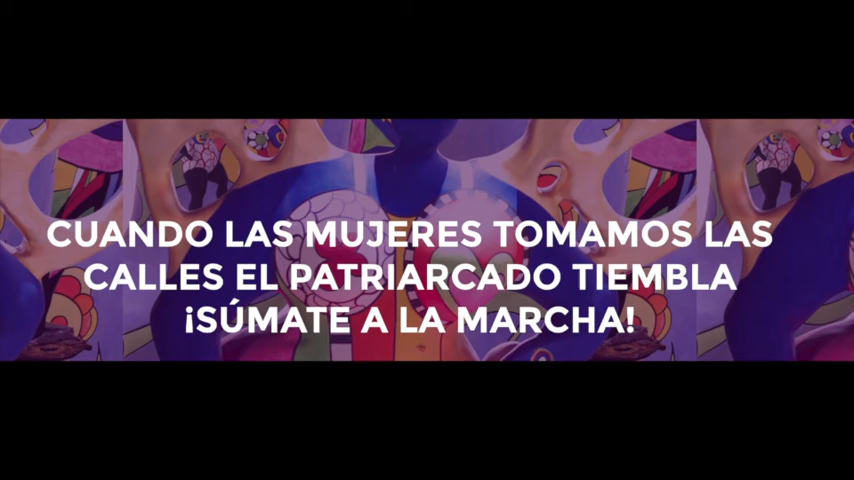 CUANDO LAS MUJERES TOMAMOS LAS
CALLES EL PATRIARCADO TIEMBLA
¡SÚMATE A LA MARCHA!